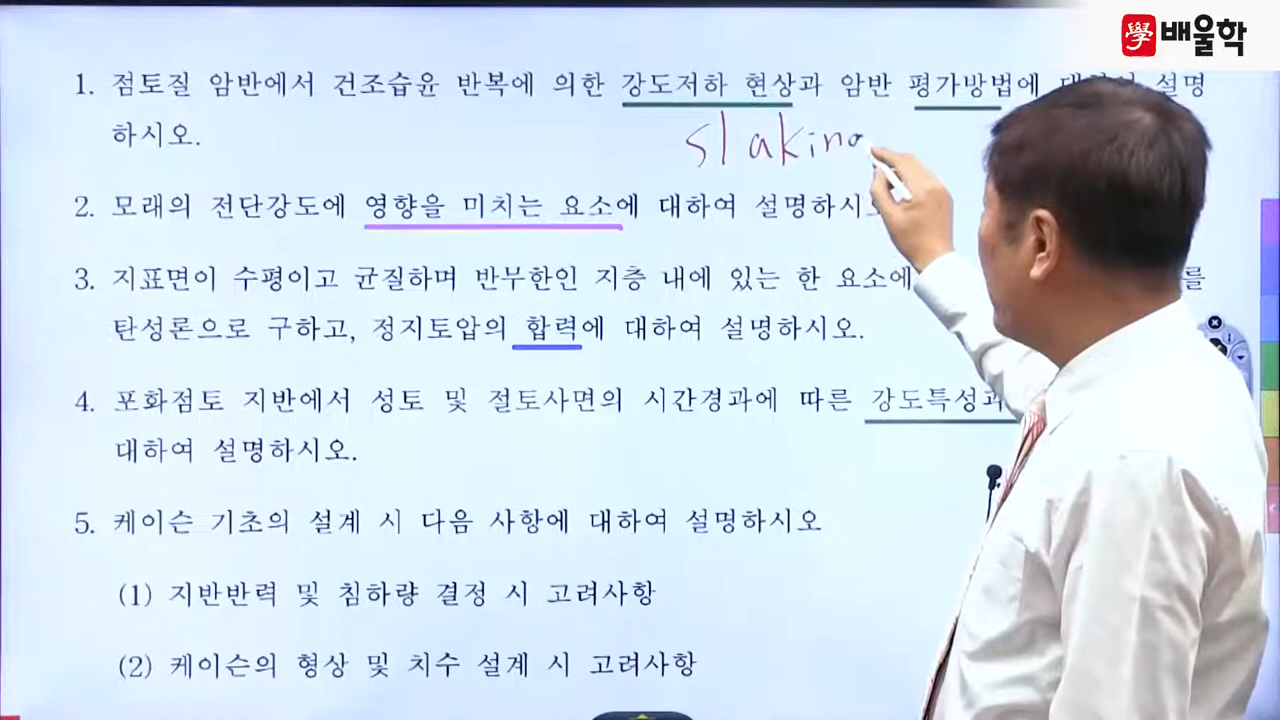 學 배울학
1. 점토질 암반에서 건조습윤 반복에 의한 강도저하 현상과 암반 평가방법에 설명
하시오.
slaking
2. 모래의 전단강도에 영향을 미치는 요소에 대하여 설명하시
3. 지표면이 수평이고 균질하며 반무한인 지층 내에 있는 한 요소에 를
탄성론으로 구하고, 정지토압의 합력에 대하여 설명하시오.
4. 포화점토 지반에서 성토 및 절토사면의 시간경과에 따른 강도특성과
대하여 설명하시오.
5. 케이슨 기초의 설계 시 다음 사항에 대하여 설명하시오
(1) 지반반력 및 침하량 결정 시 고려사항
(2) 케이슨의 형상 및 치수 설계 시 고려사항